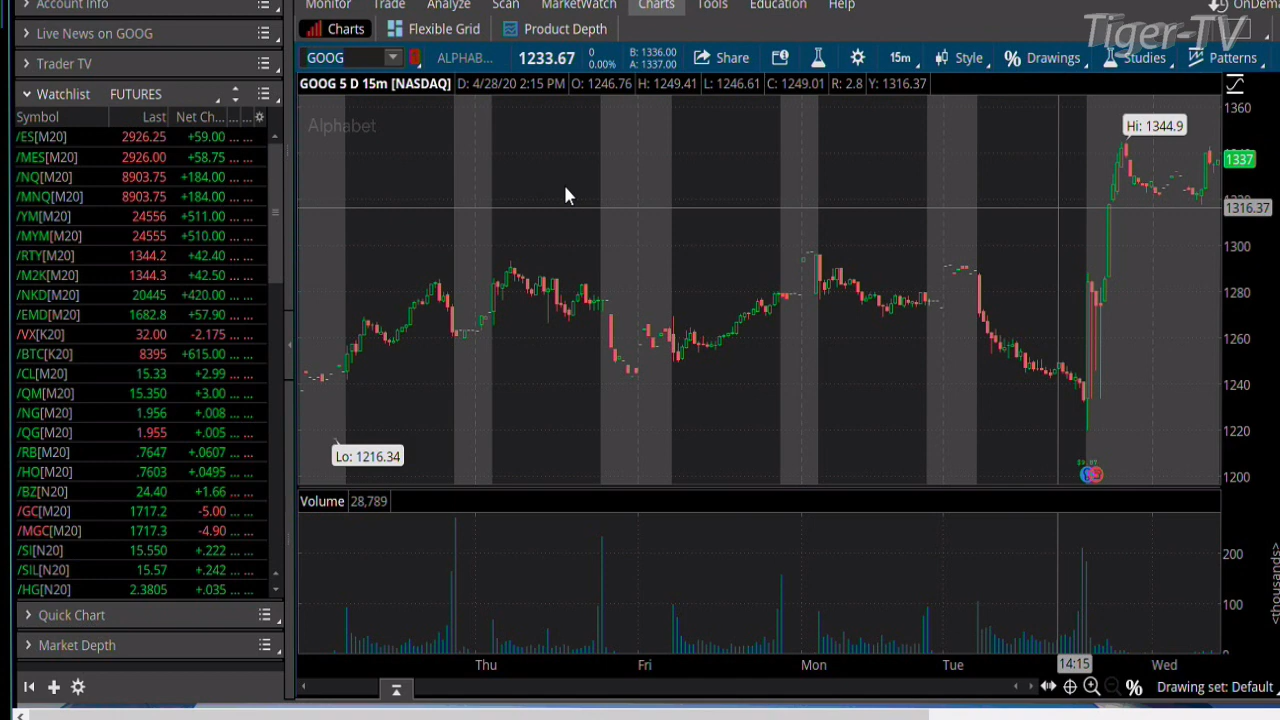 Account Info
Monitor Trade Analyze Scan MarketWatch Charts Tools Education Help
OnDema
Tiger-TV
Live News on GOOG
Charts Flexible Grid Product Depth
Trader TV
GOOG ALPHAB... 1233.67 0 0.00% B: 1336.00 A: 1337.00 Share 15m Style Drawings Studies Patterns
Watchlist FUTURES
GOOG 5 D 15m [NASDAQ] D: 4/28/20 2:15 PM O: 1246.76 H: 1249.41 L: 1246.61 C: 1249.01 R: 2.8 Y: 1316.37
Symbol Last Net Ch... ... ...
/ES[M20] 2926.25 +59.00 ... ...
/MES[M20] 2926.00 +58.75 ... ...
/NQ[M20] 8903.75 +184.00 ... ...
/MNQ[M20] 8903.75 +184.00 ... ...
/YM[M20] 24556 +511.00 ... ...
/MYM[M20] 24555 +510.00 ... ...
/RTY[M20] 1344.2 +42.40 ... ...
/M2K[M20] 1344.3 +42.50 ... ...
/NKD[M20] 20445 +420.00 ... ...
/EMD[M20] 1682.8 +57.90 ... ...
/VX[K20] 32.00 -2.175 ... ...
/BTC[K20] 8395 +615.00 ... ...
/CL[M20] 15.33 +2.99 ... ...
/QM[M20] 15.350 +3.00 ... ...
/NG[M20] 1.956 +.008 ... ...
/QG[M20] 1.955 +.005 ... ...
/RB[M20] .7647 +.0607 ... ...
/HO[M20] .7603 +.0495 ... ...
/BZ[N20] 24.40 +1.66 ... ...
/GC[M20] 1717.2 -5.00 ... ...
/MGC[M20] 1717.3 -4.90 ... ...
/SI[N20] 15.550 +.222 ... ...
/SIL[N20] 15.57 +.242 ... ...
/HG[N20] 2.3805 +.035 ... ...
Quick Chart
Market Depth
Alphabet
Hi: 1344.9
Lo: 1216.34
1360
1337
1316.37
1300
1280
1260
1240
1220
1200
Volume 28,789
200
100
0
<thousands>
Thu Fri Mon Tue 14:15 Wed
Drawing set: Default